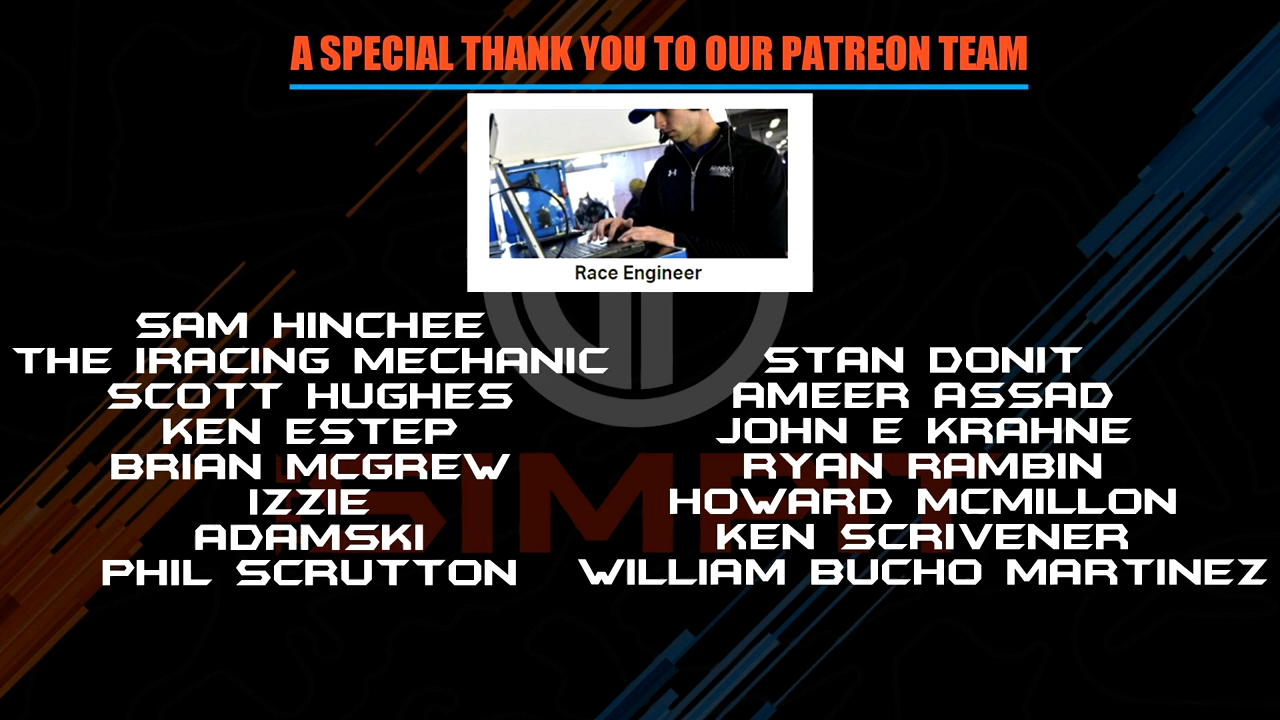 A SPECIAL THANK YOU TO OUR PATREON TEAM
Race Engineer
SAM HINCHEE
THE IRACING MECHANIC
SCOTT HUGHES
KEN ESTEP
BRIAN MCGREW
IZZIE
ADAMSKI
PHIL SCRUTTON
STAN DONIT
AMEER ASSAD
JOHN E KRAHNE
RYAN RAMBIN
HOWARD MCMILLON
KEN SCRIVENER
WILLIAM BUCHO MARTINEZ